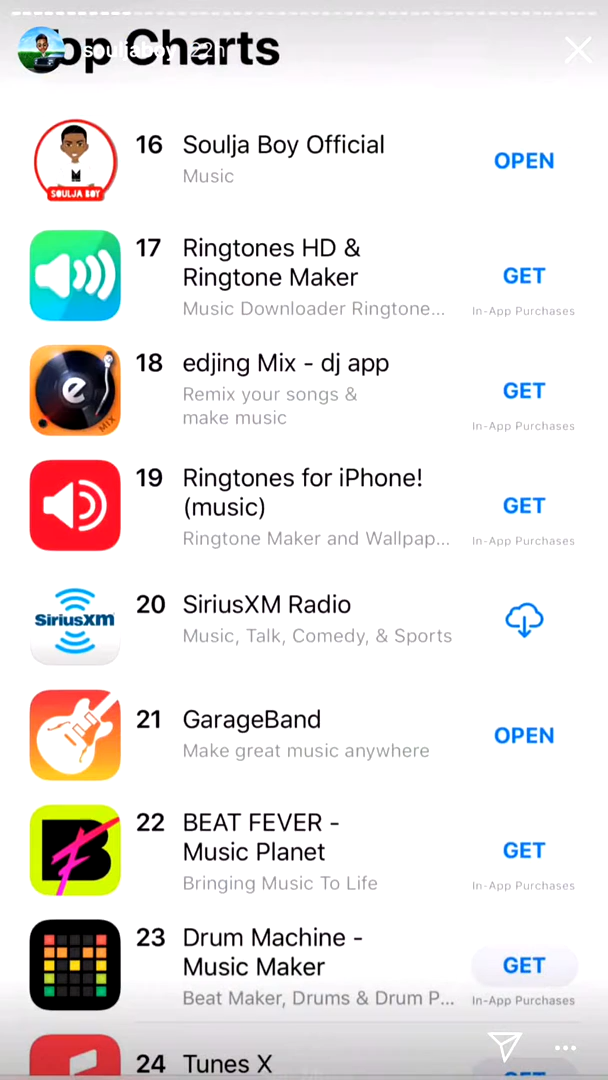 Top Charts
souljaboy 22h
16 Soulja Boy Official
Music
OPEN
SOULJA BOY
17 Ringtones HD &
Ringtone Maker
Music Downloader Ringtone...
GET
In-App Purchases
18 edjing Mix - dj app
Remix your songs &
make music
GET
In-App Purchases
e
MIX
19 Ringtones for iPhone!
(music)
Ringtone Maker and Wallpap...
GET
In-App Purchases
20 SiriusXM Radio
Music, Talk, Comedy, & Sports
SiriusXM
21 GarageBand
Make great music anywhere
OPEN
22 BEAT FEVER -
Music Planet
Bringing Music To Life
GET
In-App Purchases
B
23 Drum Machine -
Music Maker
Beat Maker, Drums & Drum P...
GET
In-App Purchases
24 Tunes X
GET